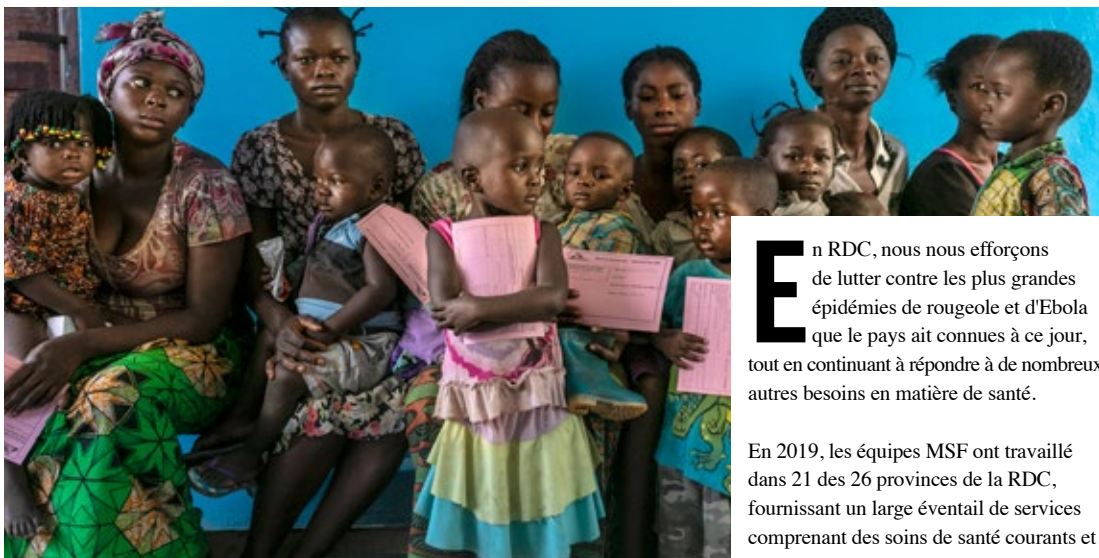 En RDC, nous nous efforçons
de lutter contre les plus grandes
épidémies de rougeole et d'Ebola
que le pays ait connues à ce jour,
tout en continuant à répondre à de nombreux
autres besoins en matière de santé.
En 2019, les équipes MSF ont travaillé
dans 21 des 26 provinces de la RDC,
fournissant un large éventail de services
comprenant des soins de santé courants et